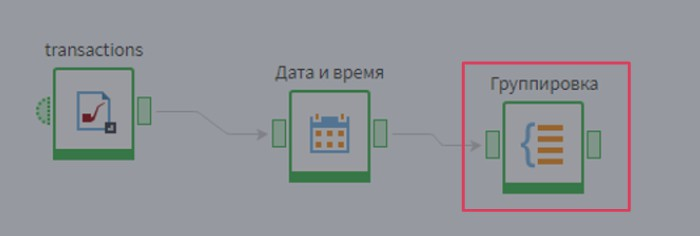 transactions
Дата и время
Группировка